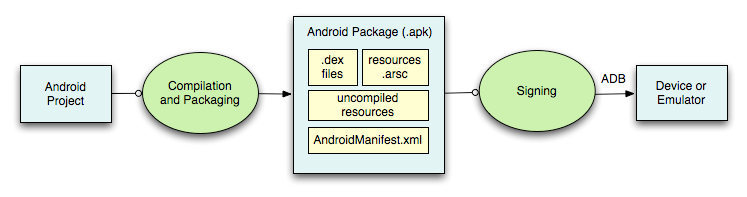 Android
Project
Compilation
and Packaging
Android Package (.apk)
.dex
files
resources
.arsc
uncompiled
resources
AndroidManifest.xml
Signing
ADB
Device or
Emulator